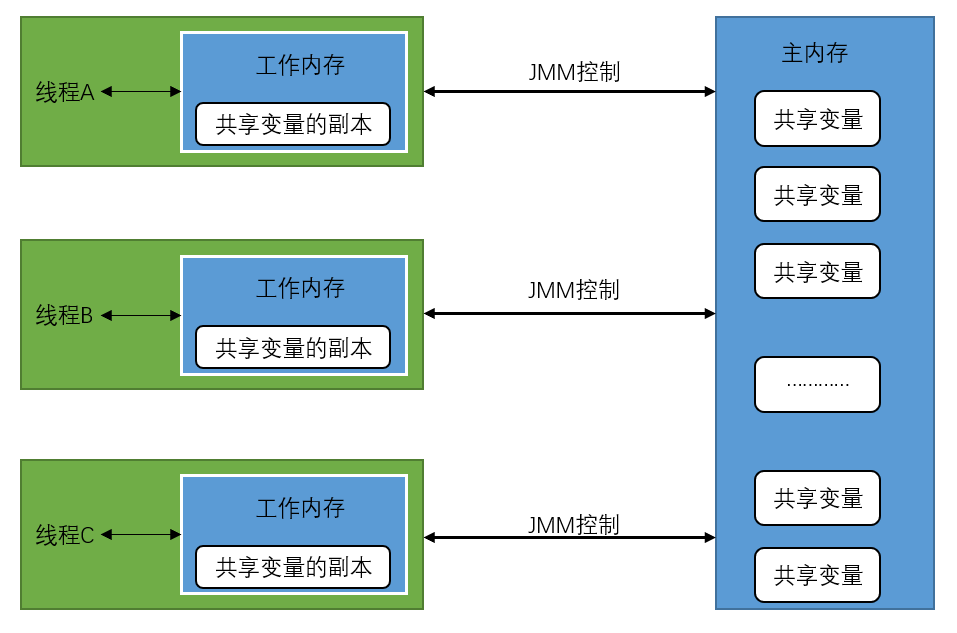 线程A
工作内存
共享变量的副本
JMM控制
线程B
工作内存
共享变量的副本
JMM控制
线程C
工作内存
共享变量的副本
JMM控制
主内存
共享变量
共享变量
共享变量
…………
共享变量
共享变量